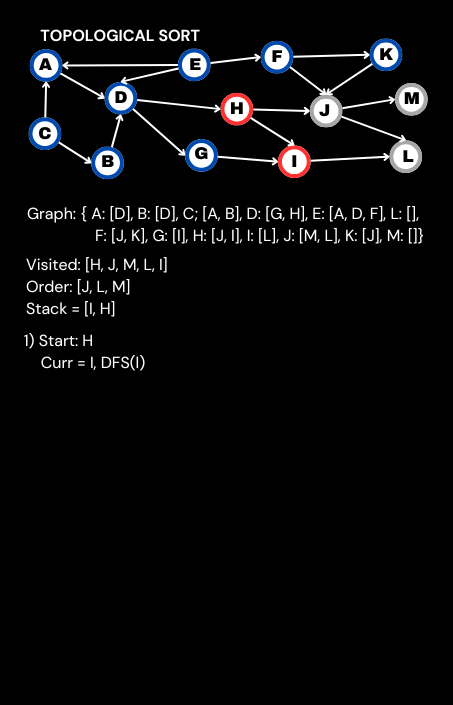 TOPOLOGICAL SORT
A E F K
D H J M
C B G I L
Graph: { A: [D], B: [D], C; [A, B], D: [G, H], E: [A, D, F], L: [],
F: [J, K], G: [I], H: [J, I], I: [L], J: [M, L], K: [J], M: []}
Visited: [H, J, M, L, I]
Order: [J, L, M]
Stack = [I, H]
1) Start: H
Curr = I, DFS(I)